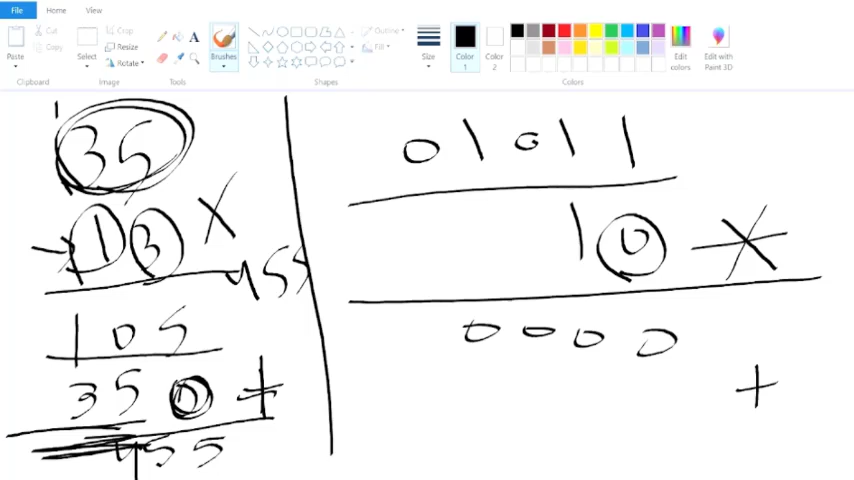 File Home View
Paste Cut Copy Clipboard
Select Crop Resize Rotate Image
A Tools
Brushes
Outline Fill Shapes
Size
Color 1 Color 2 Edit colors Edit with Paint 3D Colors
35
13 X
455
105
350 +
455
01011
10 X
0000
+